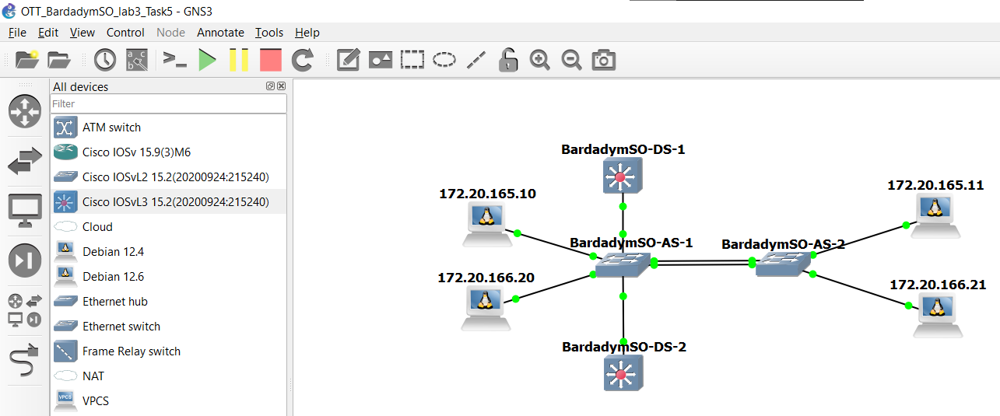 OTT_BardadymSO_lab3_Task5 - GNS3
File Edit View Control Node Annotate Tools Help
All devices
Filter
ATM switch
Cisco IOSv 15.9(3)M6
Cisco IOSvL2 15.2(20200924:215240)
Cisco IOSvL3 15.2(20200924:215240)
Cloud
Debian 12.4
Debian 12.6
Ethernet hub
Ethernet switch
Frame Relay switch
NAT
VPCS
VPCS
BardadymSO-DS-1
172.20.165.10
172.20.165.11
BardadymSO-AS-1
BardadymSO-AS-2
172.20.166.20
172.20.166.21
BardadymSO-DS-2